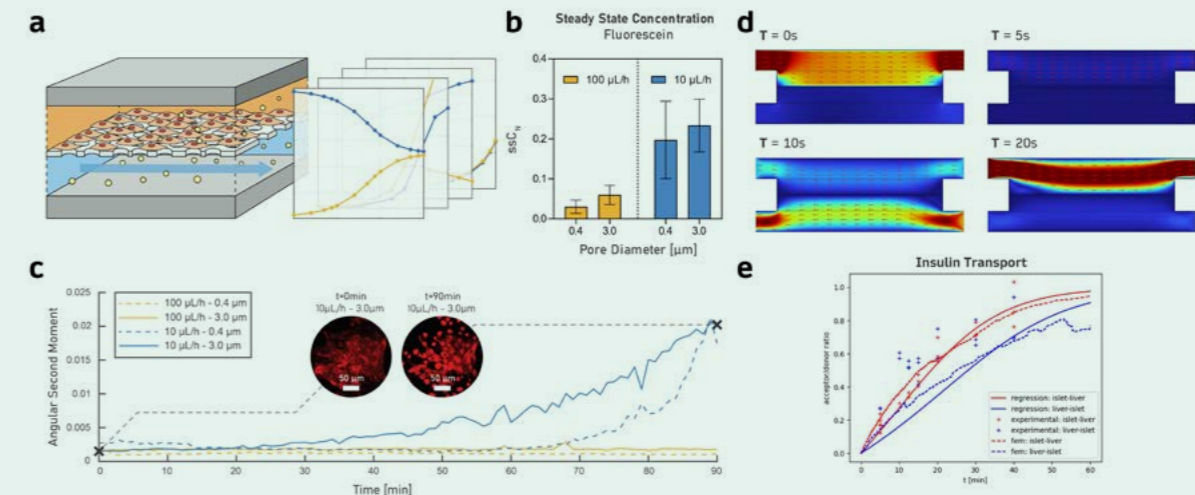 a
b
Steady State Concentration
Fluorescein
ssC_N
0.4
0.3
0.2
0.1
0.0
100 µL/h
10 µL/h
0.4
3.0
0.4
3.0
Pore Diameter [µm]
c
Angular Second Moment
0.025
0.02
0.015
0.01
0.005
0
100 µL/h - 0.4 µm
100 µL/h - 3.0 µm
10 µL/h - 0.4 µm
10 µL/h - 3.0 µm
t=0min
10µL/h - 3.0µm
50 µm
t=90min
10µL/h - 3.0µm
50 µm
0 10 20 30 40 50 60 70 80 90
Time [min]
d
T = 0s
T = 5s
T = 10s
T = 20s
e
Insulin Transport
acceptor/donor ratio
1.0
0.8
0.6
0.4
0.2
0.0
regression: islet-liver
regression: liver-islet
experimental: islet-liver
experimental: liver-islet
fem: islet-liver
fem: liver-islet
0 10 20 30 40 50 60
t [min]